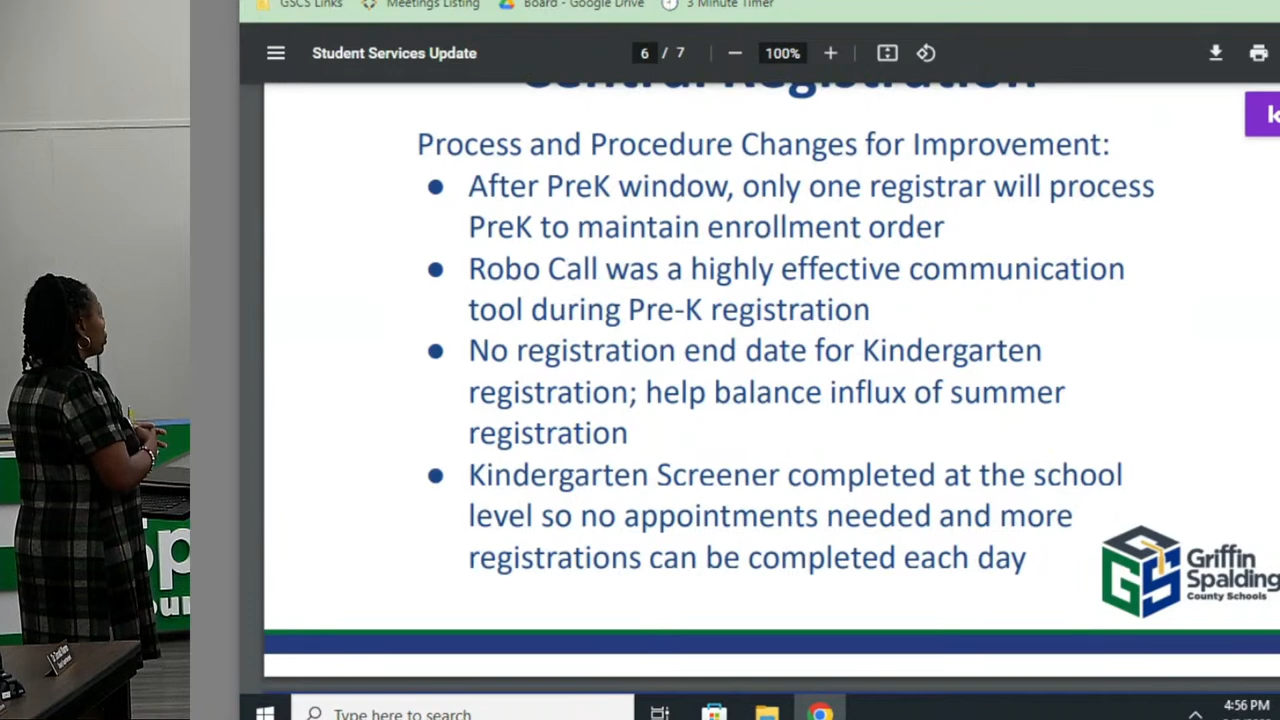 GSCS Links Meetings Listing Board - Google Drive 3 Minute Timer
Student Services Update 6 / 7 100%
Central Registration
Process and Procedure Changes for Improvement:
● After PreK window, only one registrar will process
PreK to maintain enrollment order
● Robo Call was a highly effective communication
tool during Pre-K registration
● No registration end date for Kindergarten
registration; help balance influx of summer
registration
● Kindergarten Screener completed at the school
level so no appointments needed and more
registrations can be completed each day
GS
Griffin
Spalding
County Schools
Type here to search
4:56 PM